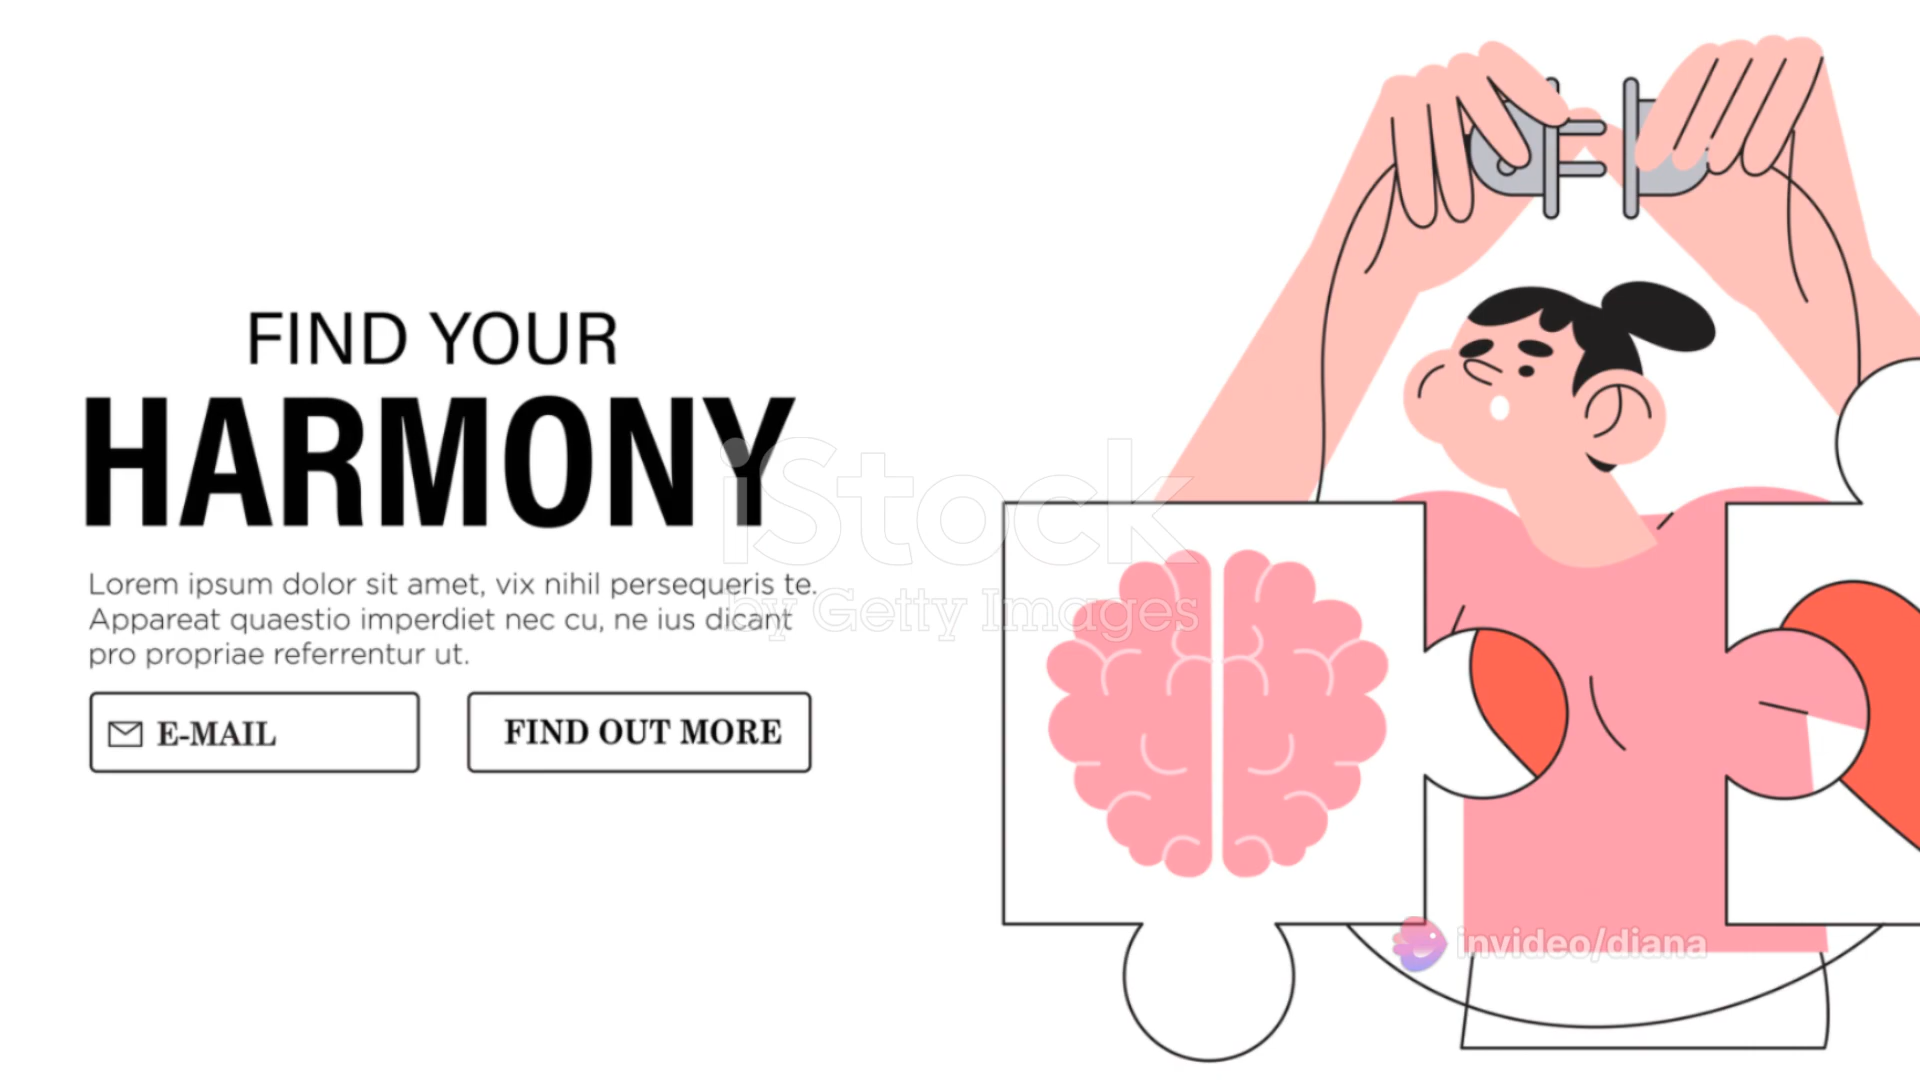 FIND YOUR
HARMONY
Lorem ipsum dolor sit amet, vix nihil persequeris te.
Appareat quaestio imperdiet nec cu, ne ius dicant
pro propriae referrentur ut.
E-MAIL
FIND OUT MORE
iStock
by Getty Images
invideo/diana